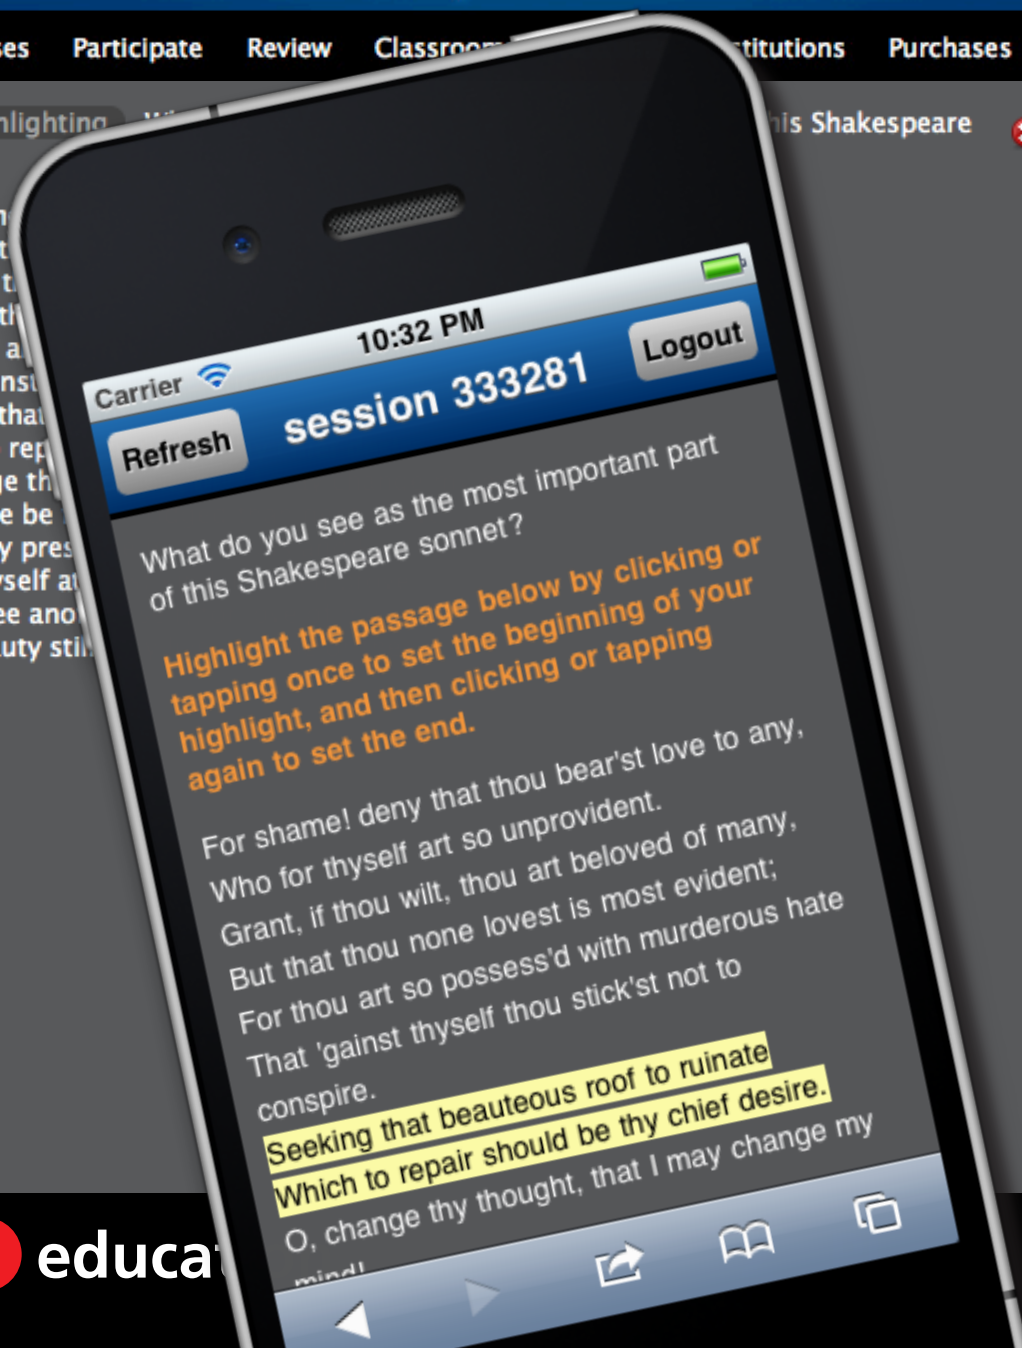 Participate Review Purchases
Shakespeare
Carrier 10:32 PM
Refresh session 333281 Logout
What do you see as the most important part
of this Shakespeare sonnet?
Highlight the passage below by clicking or
tapping once to set the beginning of your
highlight, and then clicking or tapping
again to set the end.
For shame! deny that thou bear'st love to any,
Who for thyself art so unprovident.
Grant, if thou wilt, thou art beloved of many,
But that thou none lovest is most evident;
For thou art so possess'd with murderous hate
That 'gainst thyself thou stick'st not to
conspire.
Seeking that beauteous roof to ruinate
Which to repair should be thy chief desire.
O, change thy thought, that I may change my
mind!